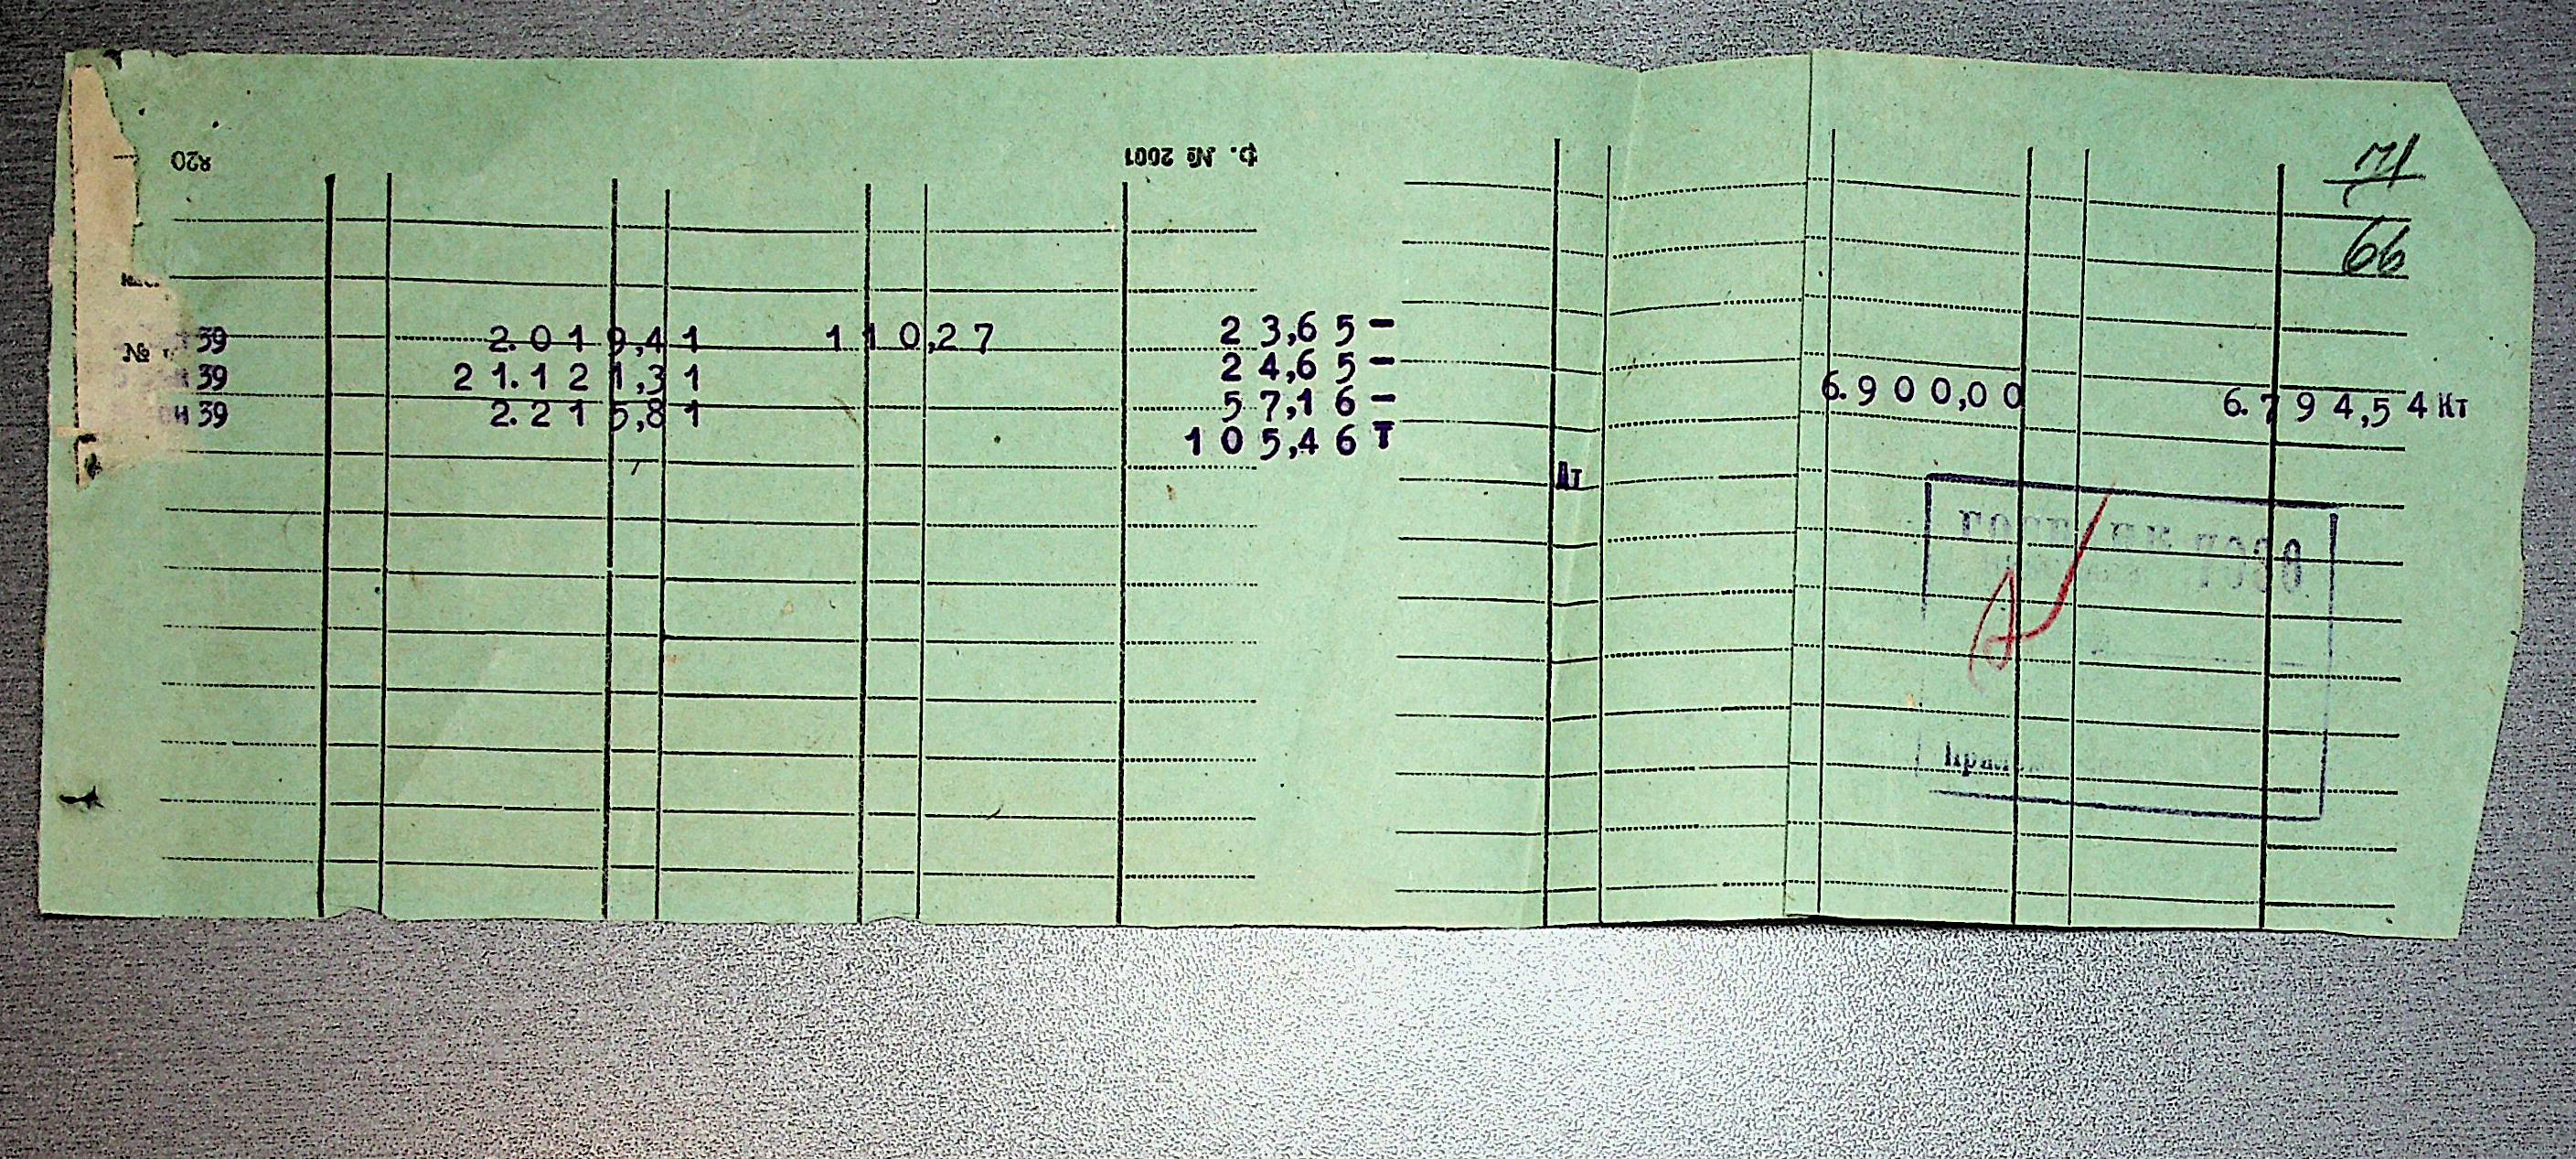 71
66
820
Ф. № 2001
39 2.019,41 110,27 23,65-
№
39 21.121,31 24,65-
39 2.215,81 57,16- 6.900,00 6.794,54 Кт
105,46 Т
Дт